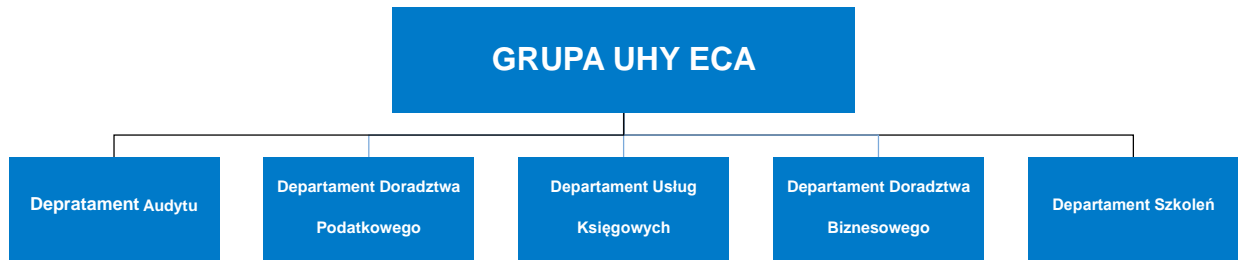 GRUPA UHY ECA
Depratament Audytu
Departament Doradztwa
Podatkowego
Departament Usług
Księgowych
Departament Doradztwa
Biznesowego
Departament Szkoleń